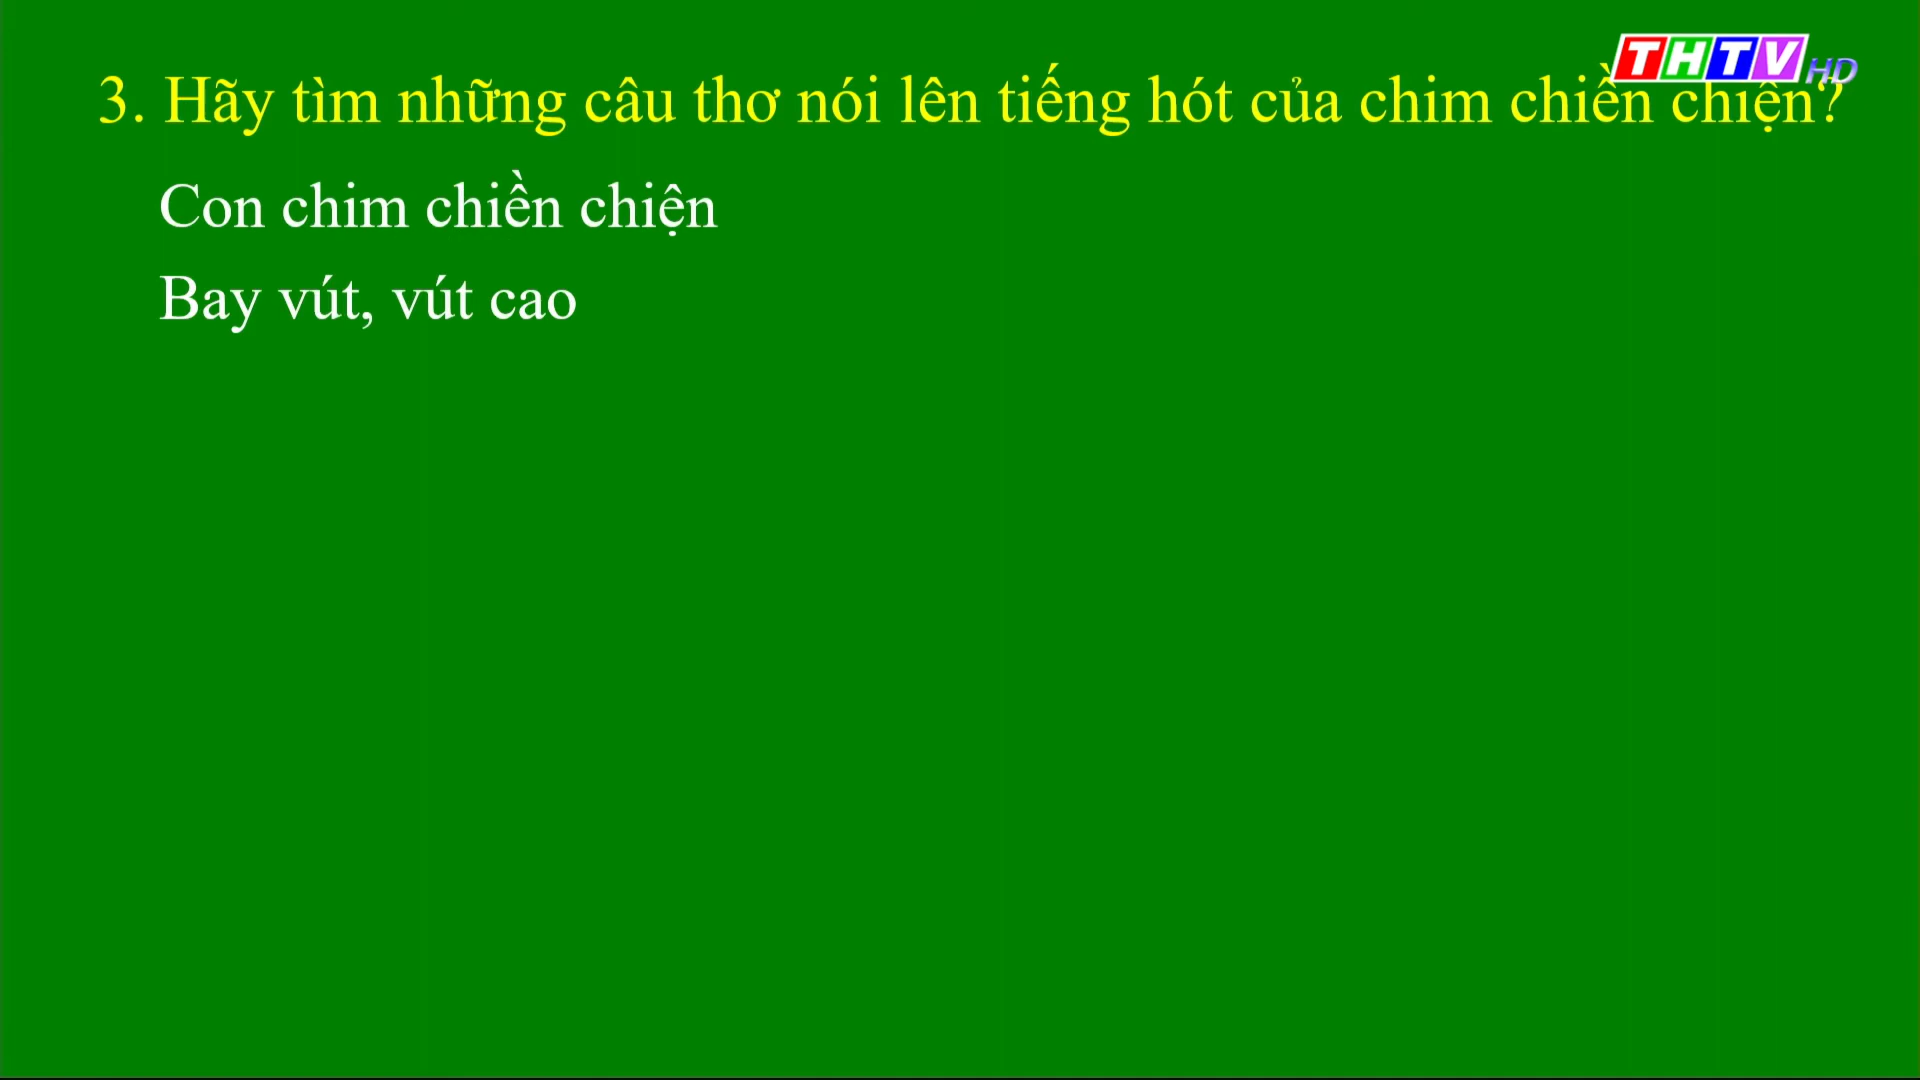 THTV HD
3. Hãy tìm những câu thơ nói lên tiếng hót của chim chiền chiện?
Con chim chiền chiện
Bay vút, vút cao